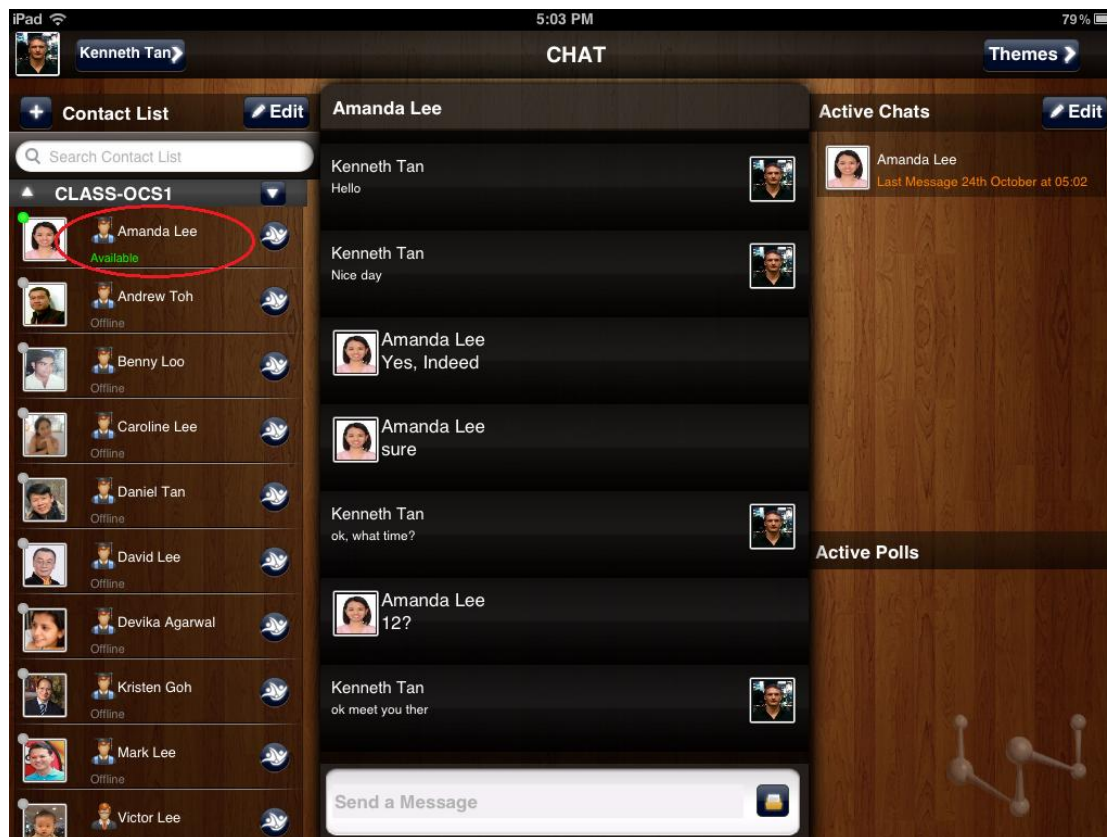 iPad
5:03 PM
79%
Kenneth Tan
CHAT
Themes
Contact List
Edit
Search Contact List
CLASS-OCS1
Amanda Lee
Available
Andrew Toh
Offline
Benny Loo
Offline
Caroline Lee
Offline
Daniel Tan
Offline
David Lee
Offline
Devika Agarwal
Offline
Kristen Goh
Offline
Mark Lee
Offline
Victor Lee
Amanda Lee
Kenneth Tan
Hello
Kenneth Tan
Nice day
Amanda Lee
Yes, Indeed
Amanda Lee
sure
Kenneth Tan
ok, what time?
Amanda Lee
12?
Kenneth Tan
ok meet you ther
Send a Message
Active Chats
Edit
Amanda Lee
Last Message 24th October at 05:02
Active Polls